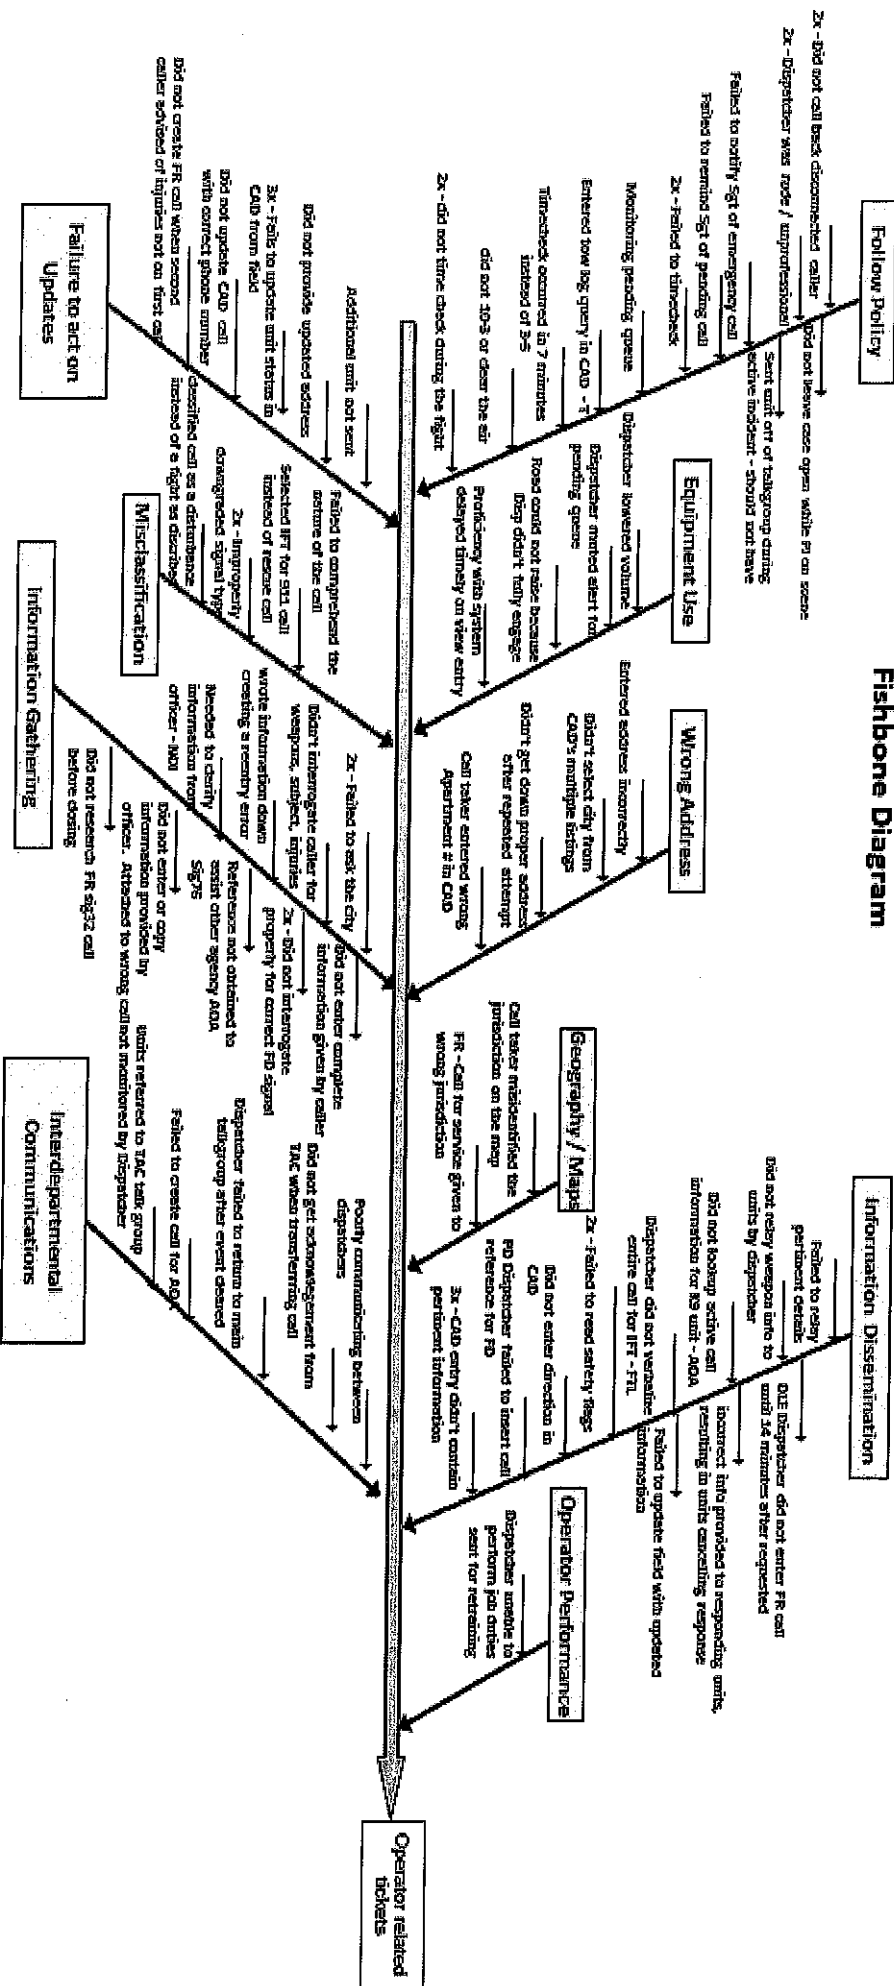 Fishbone Diagram
Follow Policy
2x - Did not call back disconnected caller
2x - Dispatcher was rude / unprofessional
Failed to notify Sgt of emergency call
Failed to remind Sgt of pending call
2x - Failed to timecheck
Monitoring pending queue
Entered tow log query in CAD - T
Timecheck occured in 7 minutes
instead of 3-5
did not 10-3 or clear the air
2x - did not time check during the fight
Did not leave case open while PI on scene
Sent unit off of talkgroup during
active incident - should not have
Equipment Use
Dispatcher lowered volume
Dispatcher muted alert for
pending queue
Road could not raise because
Disp didn't fully engage
Proficiency with system
delayed timely on view entry
Wrong Address
Entered address incorrectly
Didn't select city from
CAD's multiple listings
Didn't get down proper address
after repeated attempt
Call taker entered wrong
Apartment # in CAD
Geography / Maps
Call taker misidentified the
jurisdiction on the map
FR - Call for service given to
wrong jurisdiction
Information Dissemination
Failed to relay
pertinent details
Did not relay weapon info to
units by dispatcher
Did not lookup active call
information for K9 unit - AOA
Dispatcher did not verbalize
entire call for IFT - FTL
2x - Failed to read safety flags
Did not enter direction in
CAD
PD Dispatcher failed to insert call
reference for FD
3x - CAD entry didn't contain
pertinent information
DLE Dispatcher did not enter FR call
until 14 minutes after requested
incorrect info provided to responding units,
resulting in units cancelling response
Failed to update field with updated
information
Operator Performance
Dispatcher unable to
perform job duties
sent for retraining
Operator related
tickets
Failure to act on
Updates
Additional unit not sent
Did not provide updated address
3x - Fails to update unit status in
CAD from field
Did not update CAD call
with correct phone number
Did not create FR call when second
caller advised of injuries not on first call
Misclassification
Failed to comprehend the
nature of the call
Selected IFT for 911 call
instead of rescue call
2x - Improperly
downgraded signal type
classified call as a disturbance
instead of a fight as discribed
Information Gathering
2x - Failed to ask the city
Didn't interrogate caller for
weapons, subject, injuries
wrote information down
creating a reentry error
Needed to clarify
information from
officer - NOI
Did not enter complete
information given by caller
2x - Did not interrogate
properly for correct FD signal
Reference not obtained to
assist other agency AOA
Sig76
Did not enter or copy
information provided by
officer. Attached to wrong call
Did not research FR sig32 call
before closing
Interdepartmental
Communications
Poorly communicating between
dispatchers
Did not get acknowlegement from
TAC when transferring call
Dispatcher failed to return to main
talkgroup after event cleared
Failed to create call for AOA
Units referred to TAC talk group
not monitored by Dispatcher